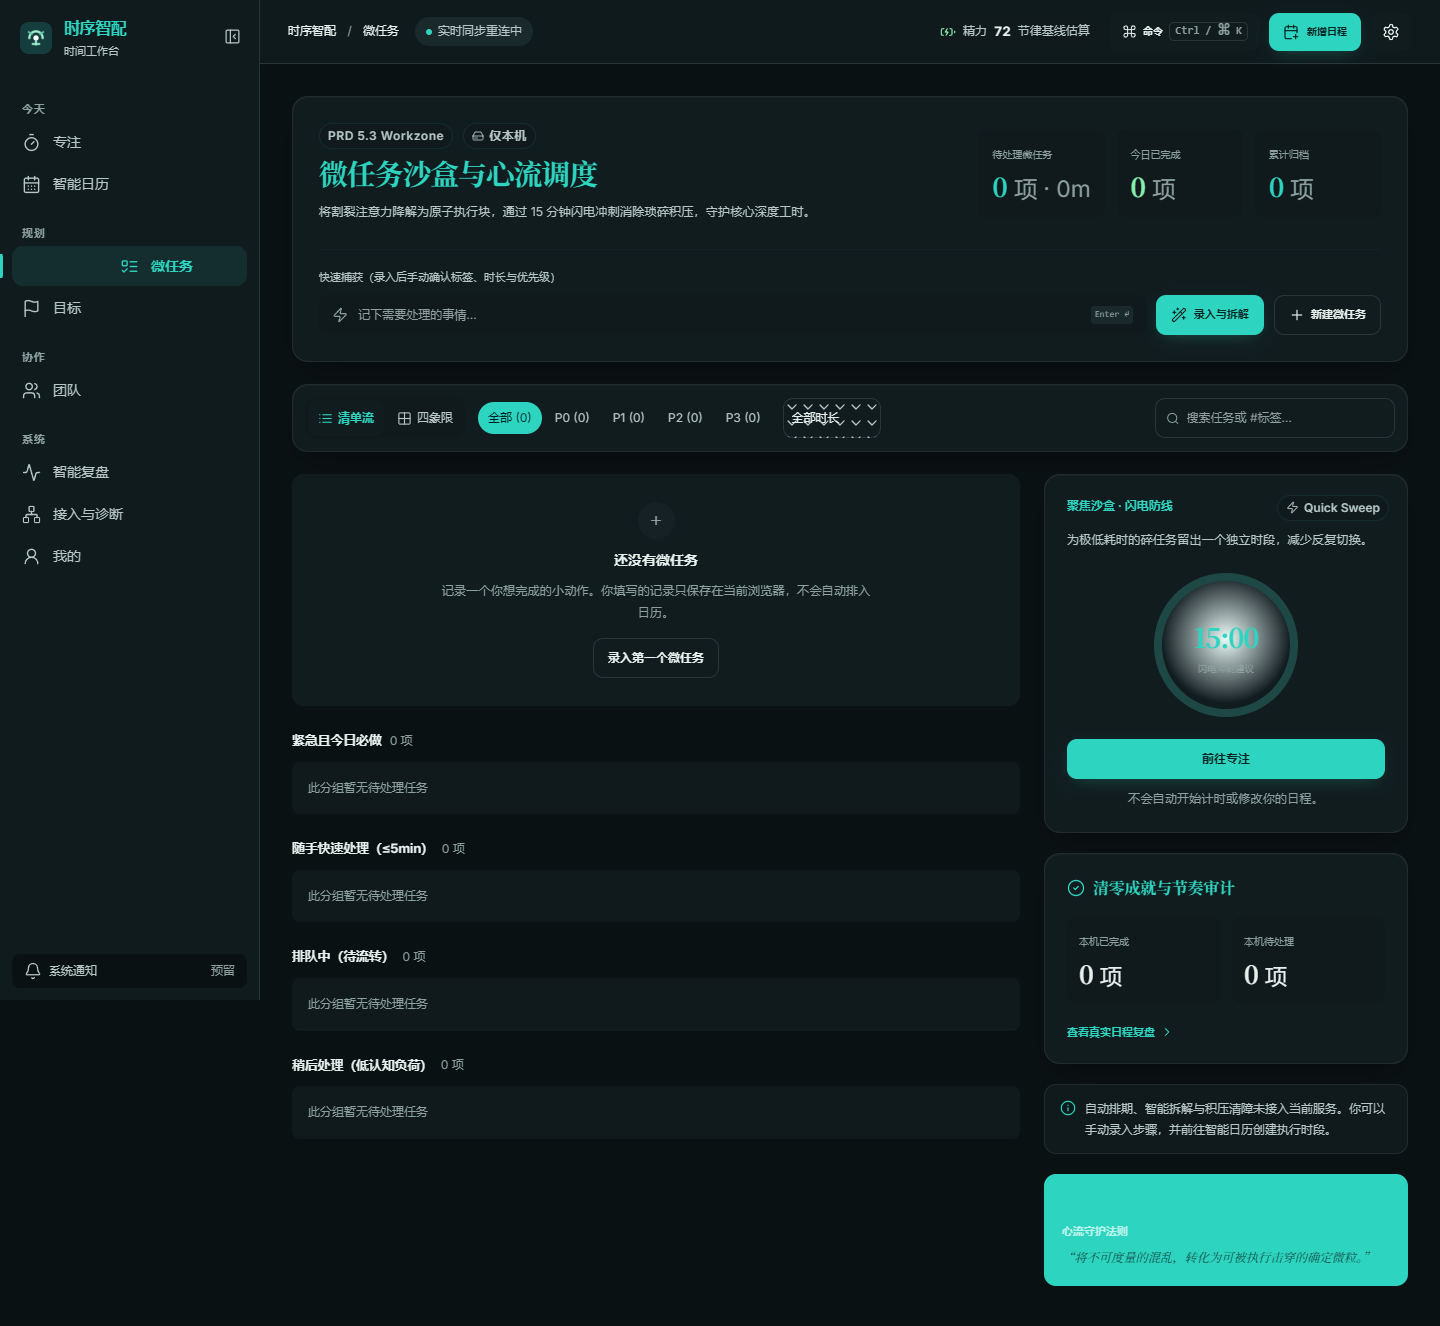 时序智配
时间工作台
今天
专注
智能日历
规划
微任务
目标
协作
团队
系统
智能复盘
接入与诊断
我的
系统通知 预留
时序智配 / 微任务 实时同步重连中
精力 72 节律基线估算 命令 Ctrl / ⌘ K 新增日程
PRD 5.3 Workzone 仅本机
微任务沙盒与心流调度
将割裂注意力降解为原子执行块，通过 15 分钟闪电冲刺消除琐碎积压，守护核心深度工时。
待处理微任务
0 项 · 0m
今日已完成
0 项
累计归档
0 项
快速捕获（录入后手动确认标签、时长与优先级）
记下需要处理的事情... Enter ↲ 录入与拆解 新建微任务
清单流 四象限 全部 (0) P0 (0) P1 (0) P2 (0) P3 (0) 全部时长 搜索任务或 #标签...
还没有微任务
记录一个你想完成的小动作。你填写的记录只保存在当前浏览器，不会自动排入
日历。
录入第一个微任务
紧急且今日必做 0 项
此分组暂无待处理任务
随手快速处理（≤5min） 0 项
此分组暂无待处理任务
排队中（待流转） 0 项
此分组暂无待处理任务
稍后处理（低认知负荷） 0 项
此分组暂无待处理任务
聚焦沙盒 · 闪电防线 Quick Sweep
为极低耗时的碎任务留出一个独立时段，减少反复切换。
15:00
前往专注
不会自动开始计时或修改你的日程。
清零成就与节奏审计
本机已完成
0 项
本机待处理
0 项
查看真实日程复盘
自动排期、智能拆解与积压清障未接入当前服务。你可以
手动录入步骤，并前往智能日历创建执行时段。
心流守护法则
“将不可度量的混乱，转化为可被执行击穿的确定微粒。”